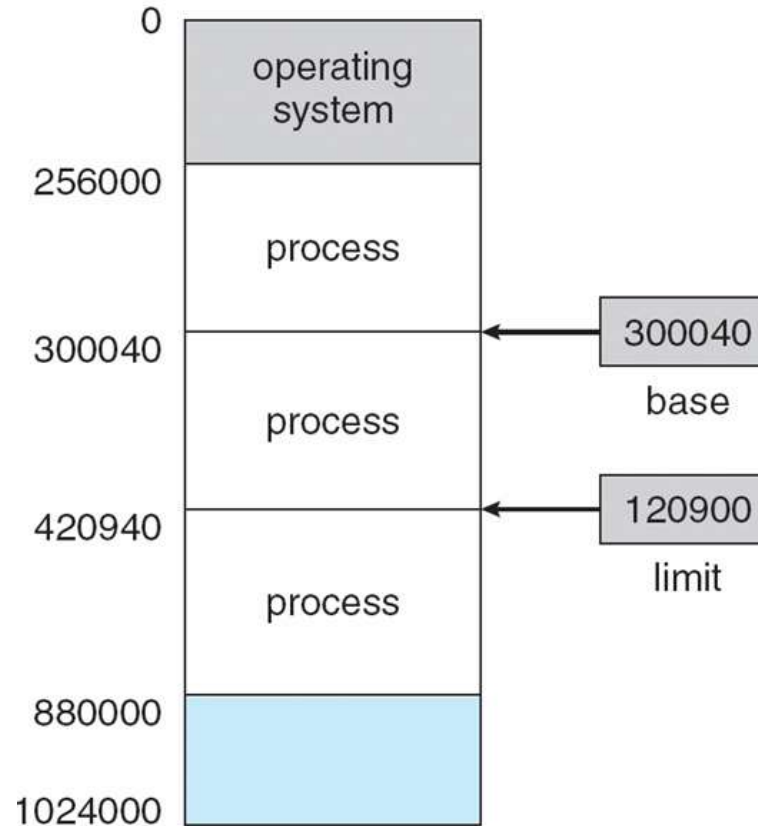 0
operating
system
256000
process
300040
300040
base
process
120900
420940
limit
process
880000
1024000